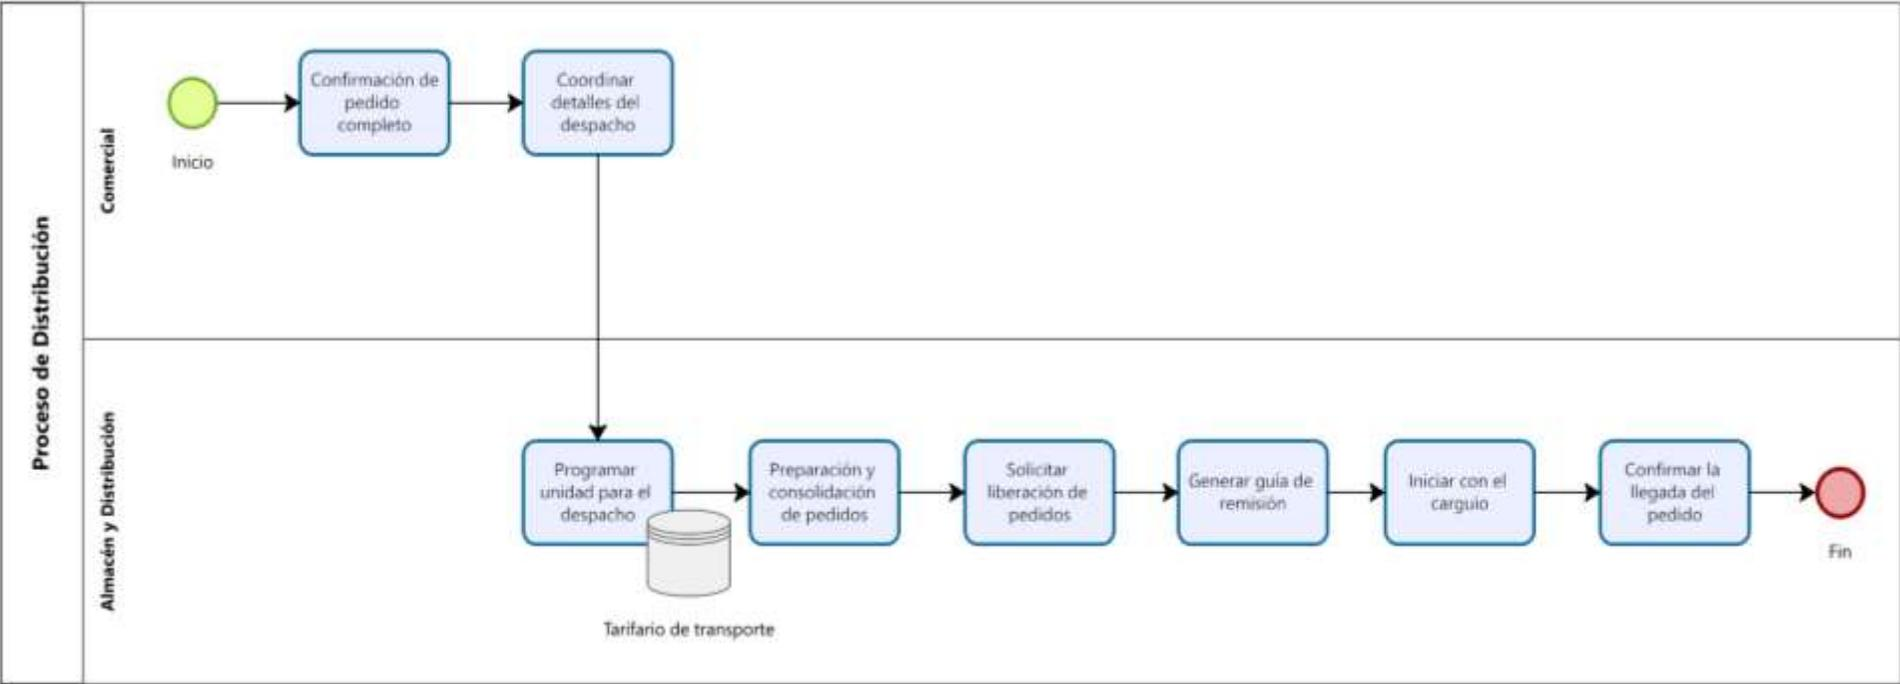 Proceso de Distribución
Comercial
Inicio
Confirmación de
pedido
completo
Coordinar
detalles del
despacho
Almacén y Distribución
Programar
unidad para el
despacho
Tarifario de transporte
Preparación y
consolidación
de pedidos
Solicitar
liberación de
pedidos
Generar guía de
remisión
Iniciar con el
carguio
Confirmar la
llegada del
pedido
Fin